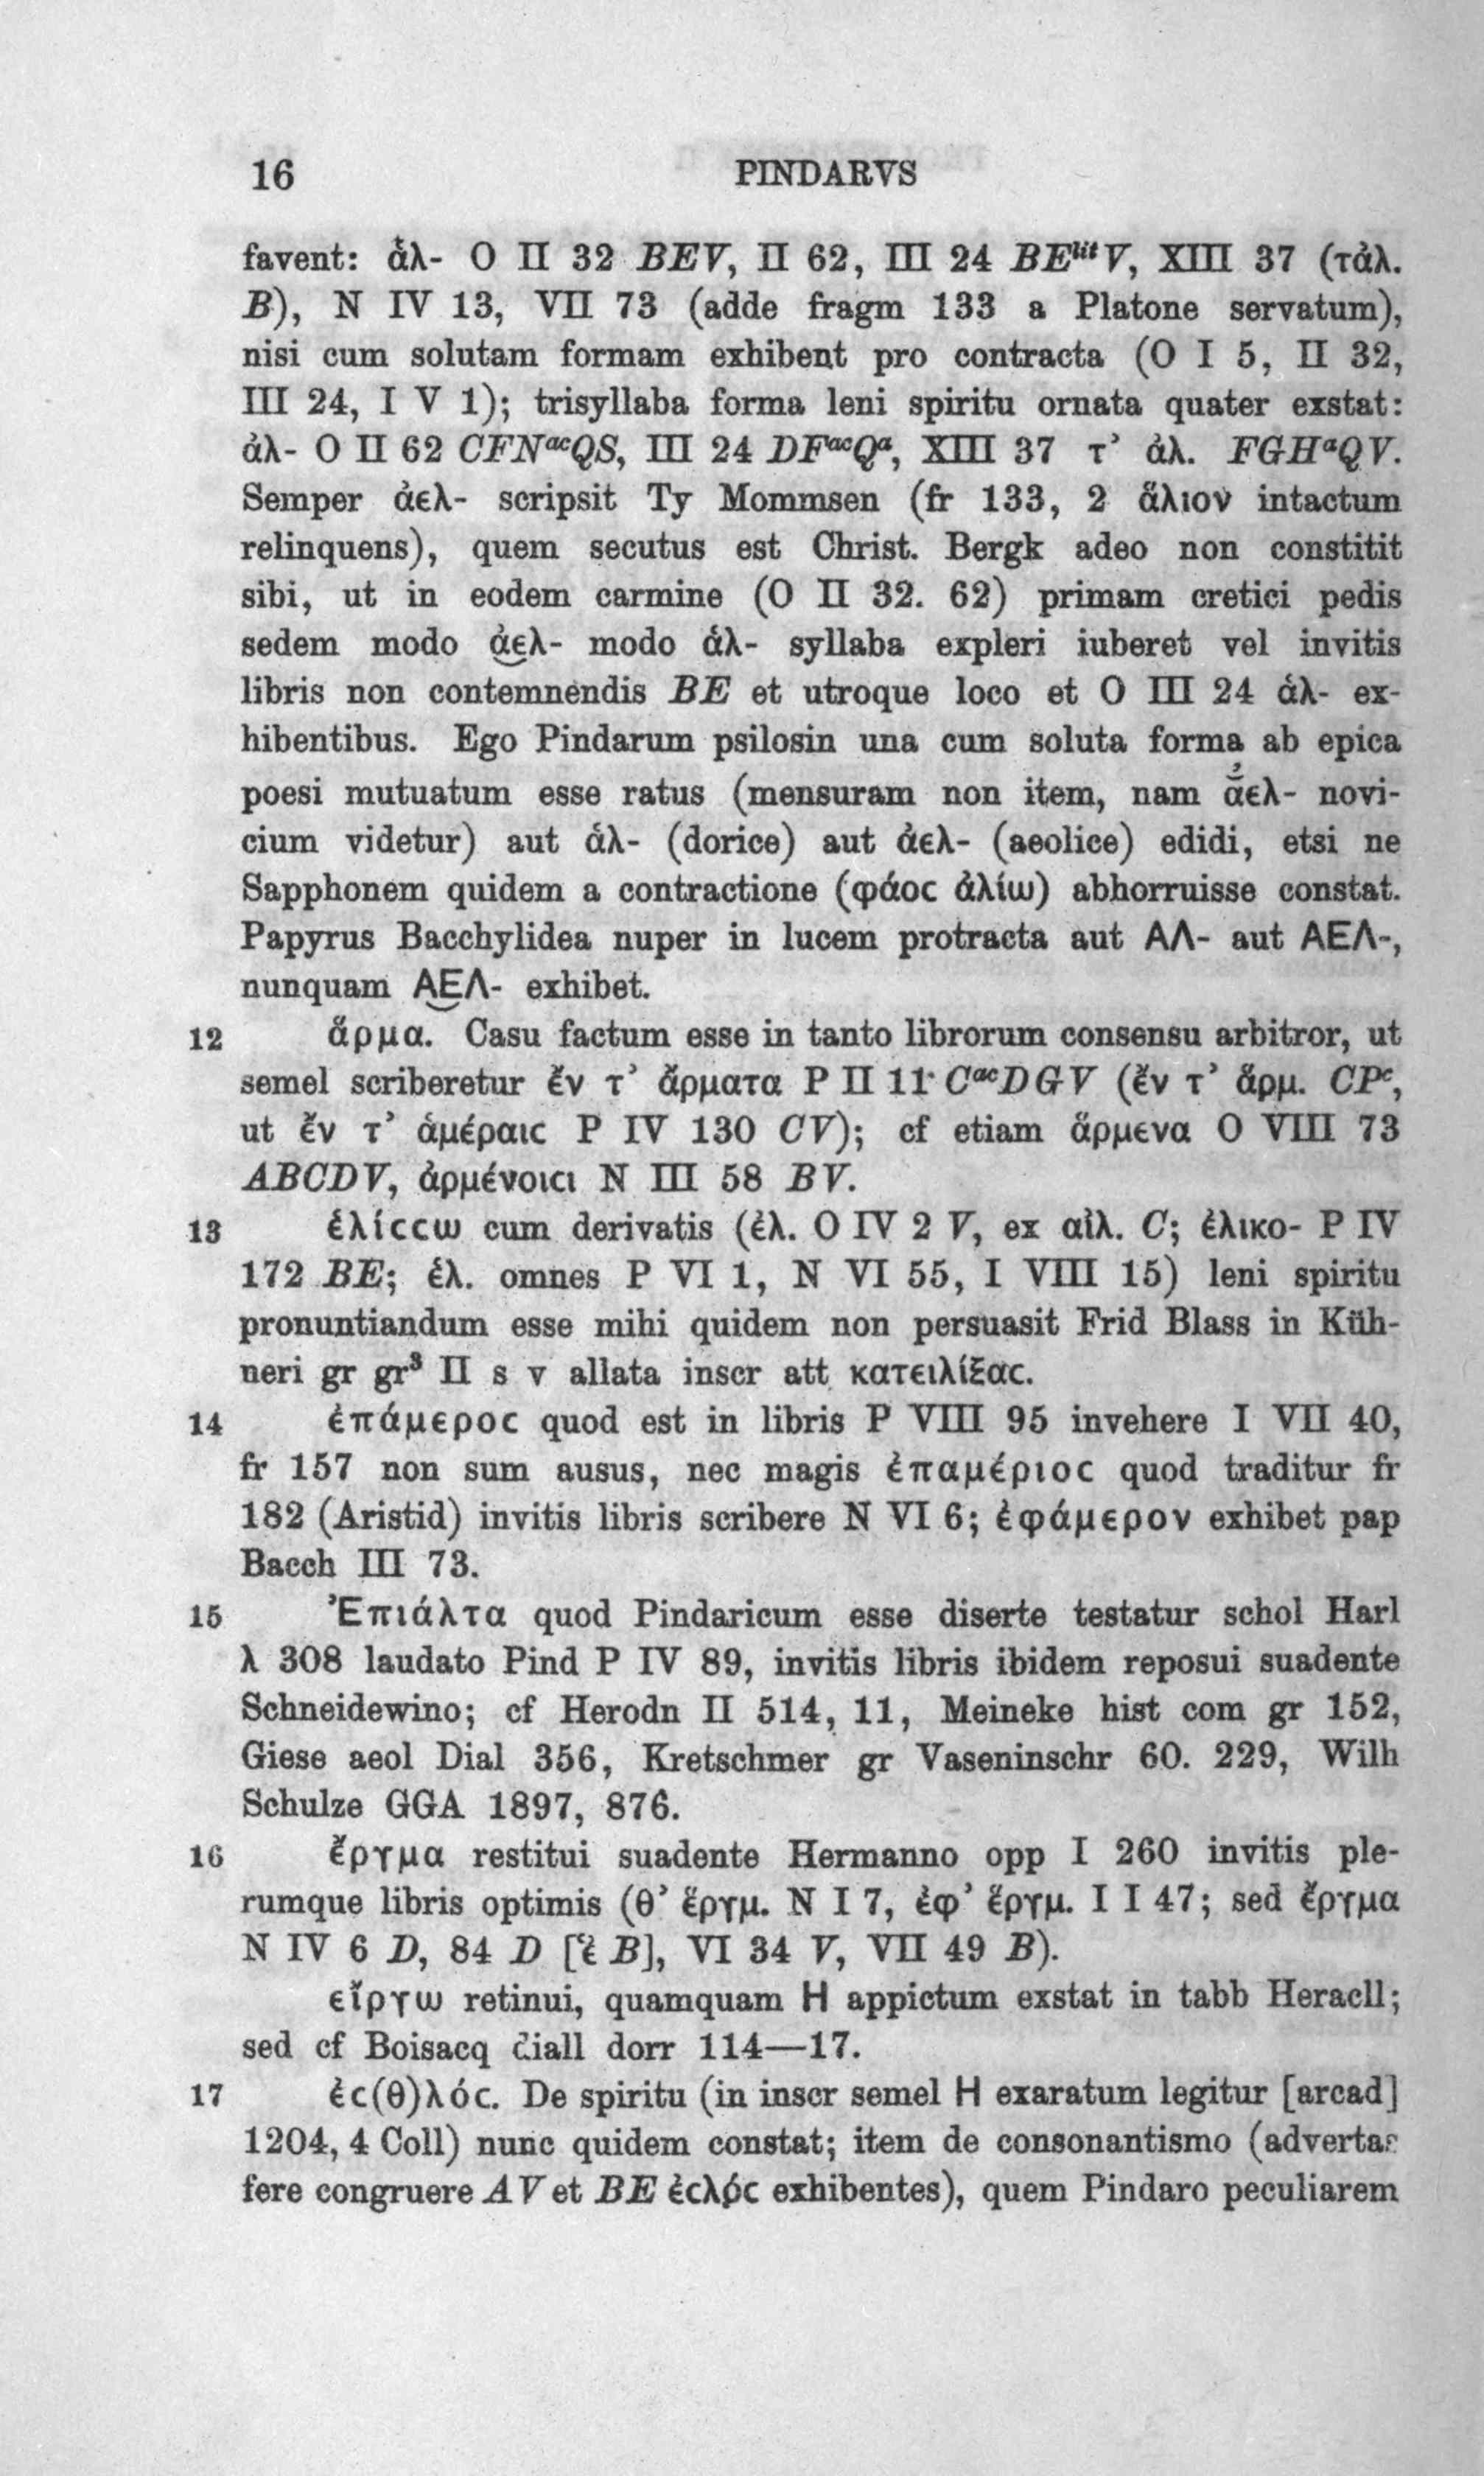 16 PINDARVS
favent: ἁλ- O II 32 BEV, II 62, III 24 BE^lit V, XIII 37 (τἀλ.
B), N IV 13, VII 73 (adde fragm 133 a Platone servatum),
nisi cum solutam formam exhibent pro contracta (O I 5, II 32,
III 24, I V 1); trisyllaba forma leni spiritu ornata quater exstat:
ἀλ- O II 62 CFN^ac QS, III 24 DF^ac Q^a, XIII 37 τ’ ἀλ. FGH^a QV.
Semper ἀελ- scripsit Ty Mommsen (fr 133, 2 ἅλιον intactum
relinquens), quem secutus est Christ. Bergk adeo non constitit
sibi, ut in eodem carmine (O II 32. 62) primam cretici pedis
sedem modo ἀε͜λ- modo ἁλ- syllaba expleri iuberet vel invitis
libris non contemnendis BE et utroque loco et O III 24 ἁλ- ex-
hibentibus. Ego Pindarum psilosin una cum soluta forma ab epica
poesi mutuatum esse ratus (mensuram non item, nam ᾰ̓ελ- novi-
cium videtur) aut ἁλ- (dorice) aut ἀελ- (aeolice) edidi, etsi ne
Sapphonem quidem a contractione (φάοϲ ἀλίω) abhorruisse constat.
Papyrus Bacchylidea nuper in lucem protracta aut ΑΛ- aut ΑΕΛ-,
nunquam Α͜ΕΛ- exhibet.
12 ἅρμα. Casu factum esse in tanto librorum consensu arbitror, ut
semel scriberetur ἔν τ’ ἄρματα P II 11 C^ac DGV (ἔν τ’ ἅρμ. CP^c,
ut ἔν τ’ ἁμέραιϲ P IV 130 CV); cf etiam ἅρμενα O VIII 73
ABCDV, ἁρμένοιϲι N III 58 BV.
13 ἑλίϲϲω cum derivatis (ἐλ. O IV 2 V, ex αἰλ. C; ἐλικο- P IV
172 BE; ἑλ. omnes P VI 1, N VI 55, I VIII 15) leni spiritu
pronuntiandum esse mihi quidem non persuasit Frid Blass in Küh-
neri gr gr³ II s v allata inscr att κατειλίξαϲ.
14 ἐπάμεροϲ quod est in libris P VIII 95 invehere I VII 40,
fr 157 non sum ausus, nec magis ἐπαμέριοϲ quod traditur fr
182 (Aristid) invitis libris scribere N VI 6; ἐφάμερον exhibet pap
Bacch III 73.
15 Ἐπιάλτα quod Pindaricum esse diserte testatur schol Harl
λ 308 laudato Pind P IV 89, invitis libris ibidem reposui suadente
Schneidewino; cf Herodn II 514, 11, Meineke hist com gr 152,
Giese aeol Dial 356, Kretschmer gr Vaseninschr 60. 229, Wilh
Schulze GGA 1897, 876.
16 ἔργμα restitui suadente Hermanno opp I 260 invitis ple-
rumque libris optimis (θ’ ἕργμ. N I 7, ἐφ’ ἕργμ. I I 47; sed ἔργμα
N IV 6 D, 84 D [ἒ B], VI 34 V, VII 49 B).
εἴργω retinui, quamquam H appictum exstat in tabb Heracll;
sed cf Boisacq diall dorr 114—17.
17 ἐϲ(θ)λόϲ. De spiritu (in inscr semel H exaratum legitur [arcad]
1204, 4 Coll) nunc quidem constat; item de consonantismo (advertas
fere congruere AV et BE ἐϲλόϲ exhibentes), quem Pindaro peculiarem